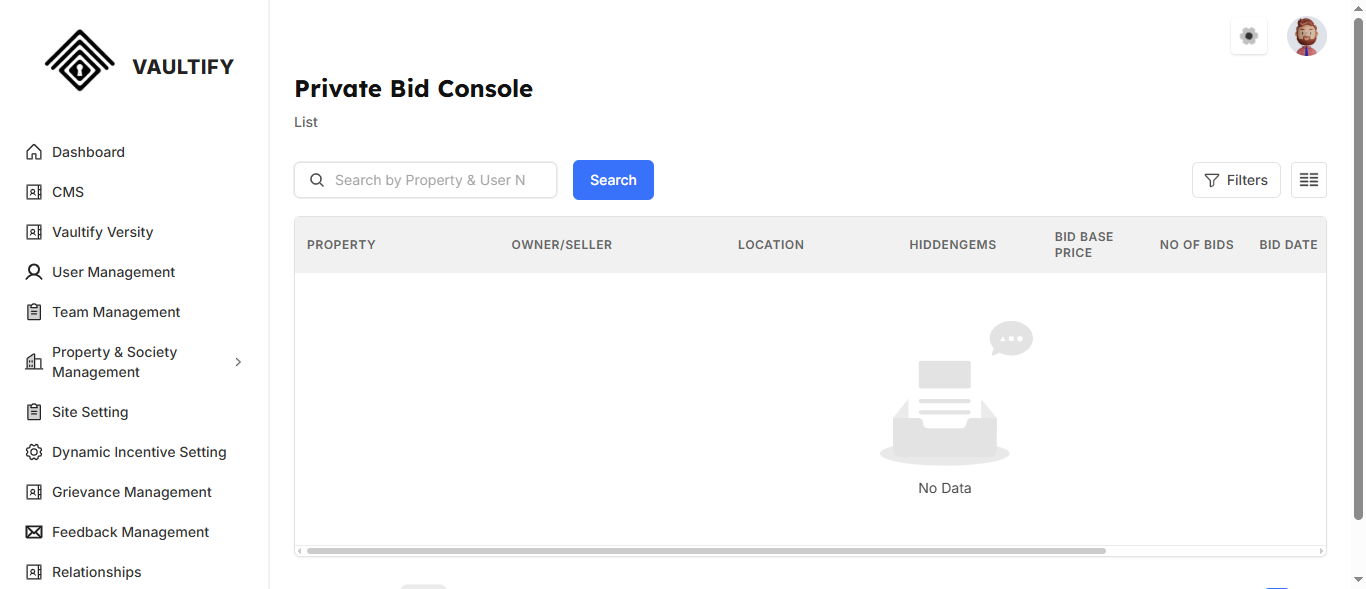 VAULTIFY
Dashboard
CMS
Vaultify Versity
User Management
Team Management
Property & Society
Management
Site Setting
Dynamic Incentive Setting
Grievance Management
Feedback Management
Relationships
Private Bid Console
List
Search by Property & User N
Search
Filters
PROPERTY
OWNER/SELLER
LOCATION
HIDDENGEMS
BID BASE
PRICE
NO OF BIDS
BID DATE
No Data